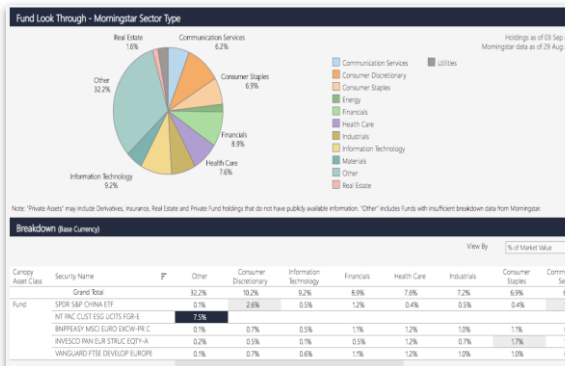 Fund Look Through - Morningstar Sector Type
Holdings as of 03 Sep
Morningstar data as of 29 Aug
Real Estate
1.6%
Communication Services
6.2%
Other
32.2%
Consumer Staples
6.9%
Financials
8.9%
Health Care
7.6%
Information Technology
9.2%
Communication Services
Utilities
Consumer Discretionary
Consumer Staples
Energy
Financials
Health Care
Industrials
Information Technology
Materials
Other
Real Estate
Note: "Private Assets" may include Derivatives, Insurance, Real Estate and Private Fund holdings that do not have publicly available information. "Other" includes Funds with insufficient breakdown data from Morningstar.
Breakdown (Base Currency)
View By % of Market Value
Canopy Asset Class Security Name Other Consumer Discretionary Information Technology Financials Health Care Industrials Consumer Staples
Grand Total 32.2% 10.2% 9.2% 8.9% 7.6% 7.2% 6.9%
Fund SPDR S&P CHINA ETF 0.1% 2.6% 0.5% 1.2% 0.4% 0.5% 0.4%
NT PAC CUST ESG UCITS FGR-E 7.5%
BNPPEASY MSCI EURO EXCW-PR C 0.1% 0.7% 0.5% 1.1% 1.2% 1.0% 1.1%
INVESCO PAN EUR STRUC EQTY-A 0.2% 0.5% 0.1% 0.5% 1.2% 0.7% 1.7%
VANGUARD FTSE DEVELOP EUROPE 0.1% 0.7% 0.6% 1.1% 1.2% 1.0% 1.0%